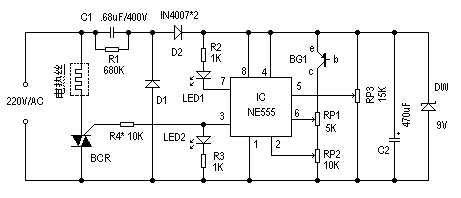 C1 .68uF/400V IN4007*2
R1
680K
D2
R2
1K
电热丝
D1
LED1
7
8
4
IC
NE555
5
6
3
1
2
e
BG1
b
c
RP3
15K
RP1
5K
RP2
10K
470uF
C2
DW
9V
220V/AC
R4* 10K
LED2
R3
1K
BCR